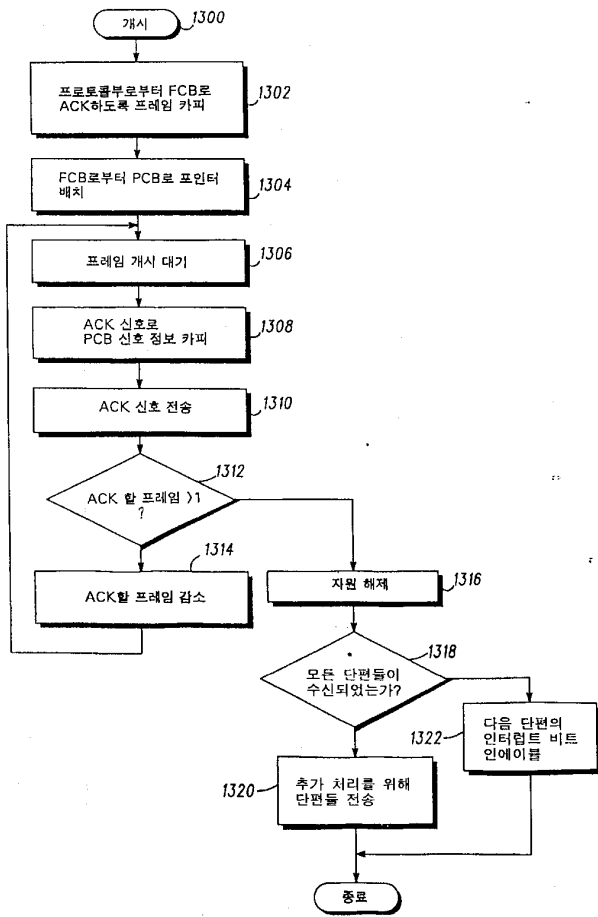 개시
1300
프로토콜부로부터 FCB로
ACK하도록 프레임 카피
1302
FCB로부터 PCB로 포인터
배치
1304
프레임 개시 대기
1306
ACK 신호로
PCB 신호 정보 카피
1308
ACK 신호 전송
1310
1312
ACK 할 프레임 >1
?
1314
ACK할 프레임 감소
자원 해제
1316
1318
모든 단편들이
수신되었는가?
다음 단편의
인터럽트 비트
인에이블
1322
1320
추가 처리를 위해
단편들 전송
종료